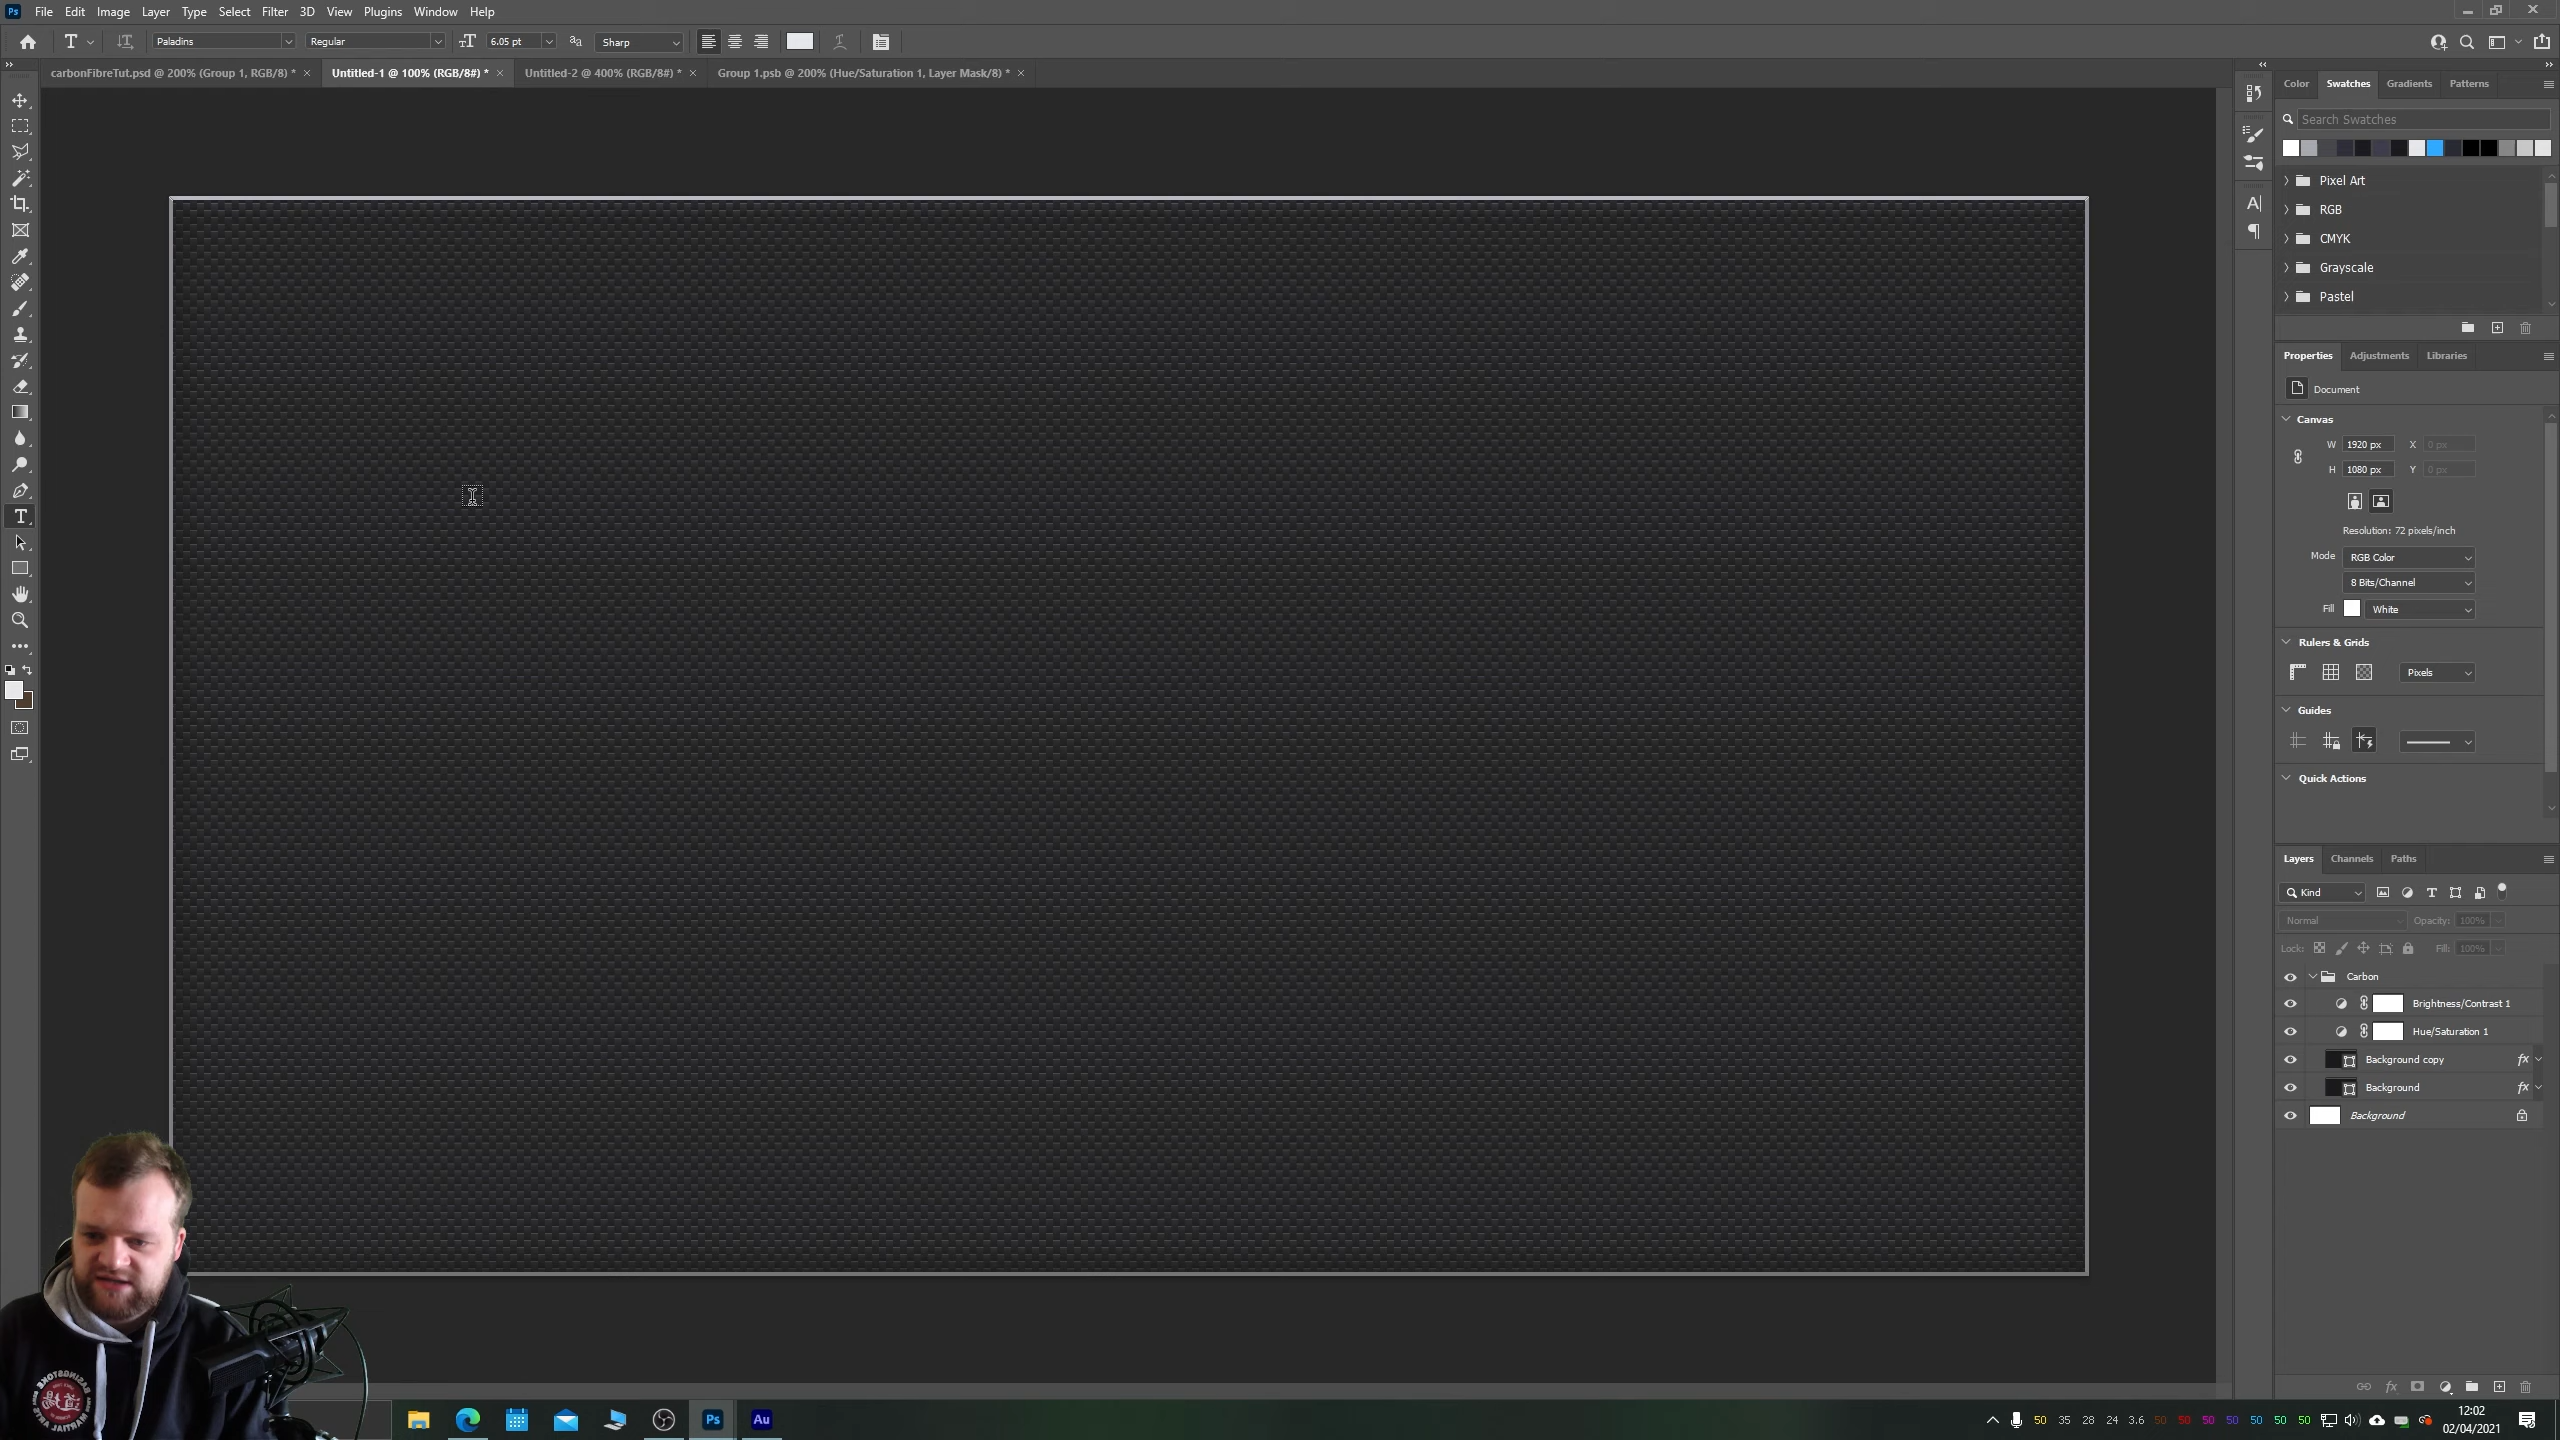 Ps File Edit Image Layer Type Select Filter 3D View Plugins Window Help
Paladins Regular 6.05 pt Sharp
carbonFibreTut.psd @ 200% (Group 1, RGB/8) * Untitled-1 @ 100% (RGB/8#) * Untitled-2 @ 400% (RGB/8#) * Group 1.psb @ 200% (Hue/Saturation 1, Layer Mask/8) *
Color Swatches Gradients Patterns
Search Swatches
Pixel Art
RGB
CMYK
Grayscale
Pastel
Properties Adjustments Libraries
Document
Canvas
W 1920 px X 0 px
H 1080 px Y 0 px
Resolution: 72 pixels/inch
Mode RGB Color
8 Bits/Channel
Fill White
Rulers & Grids
Pixels
Guides
Quick Actions
Layers Channels Paths
Kind
Normal Opacity: 100%
Lock: Fill: 100%
Carbon
Brightness/Contrast 1
Hue/Saturation 1
Background copy fx
Background fx
Background
fx
Ps Au
50 35 28 24 3.6 50 50 50 50 50 50 50
12:02
02/04/2021